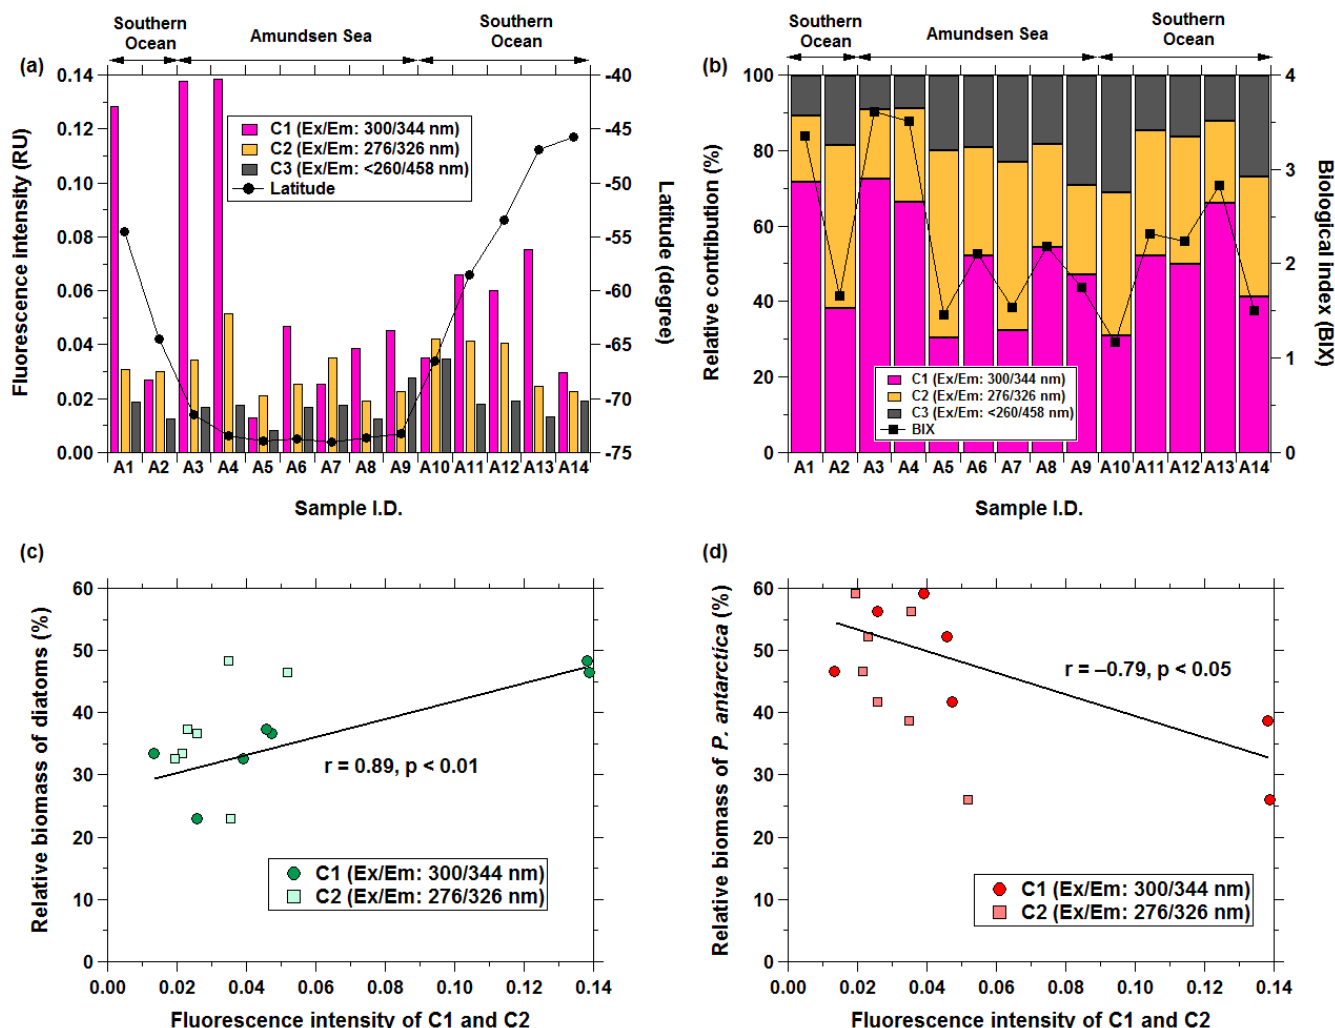 Southern
Ocean
Amundsen Sea
Southern
Ocean
(a)
0.14
0.12
0.10
0.08
0.06
0.04
0.02
0.00
Fluorescence intensity (RU)
C1 (Ex/Em: 300/344 nm)
C2 (Ex/Em: 276/326 nm)
C3 (Ex/Em: <260/458 nm)
Latitude
-40
-45
-50
-55
-60
-65
-70
-75
Latitude (degree)
A1 A2 A3 A4 A5 A6 A7 A8 A9 A10 A11 A12 A13 A14
Sample I.D.
Southern
Ocean
Amundsen Sea
Southern
Ocean
(b)
100
80
60
40
20
0
Relative contribution (%)
C1 (Ex/Em: 300/344 nm)
C2 (Ex/Em: 276/326 nm)
C3 (Ex/Em: <260/458 nm)
BIX
4
3
2
1
0
Biological index (BIX)
A1 A2 A3 A4 A5 A6 A7 A8 A9 A10 A11 A12 A13 A14
Sample I.D.
(c)
60
50
40
30
20
10
0
Relative biomass of diatoms (%)
r = 0.89, p < 0.01
C1 (Ex/Em: 300/344 nm)
C2 (Ex/Em: 276/326 nm)
0.00 0.02 0.04 0.06 0.08 0.10 0.12 0.14
Fluorescence intensity of C1 and C2
(d)
60
50
40
30
20
10
0
Relative biomass of P. antarctica (%)
r = –0.79, p < 0.05
C1 (Ex/Em: 300/344 nm)
C2 (Ex/Em: 276/326 nm)
0.00 0.02 0.04 0.06 0.08 0.10 0.12 0.14
Fluorescence intensity of C1 and C2